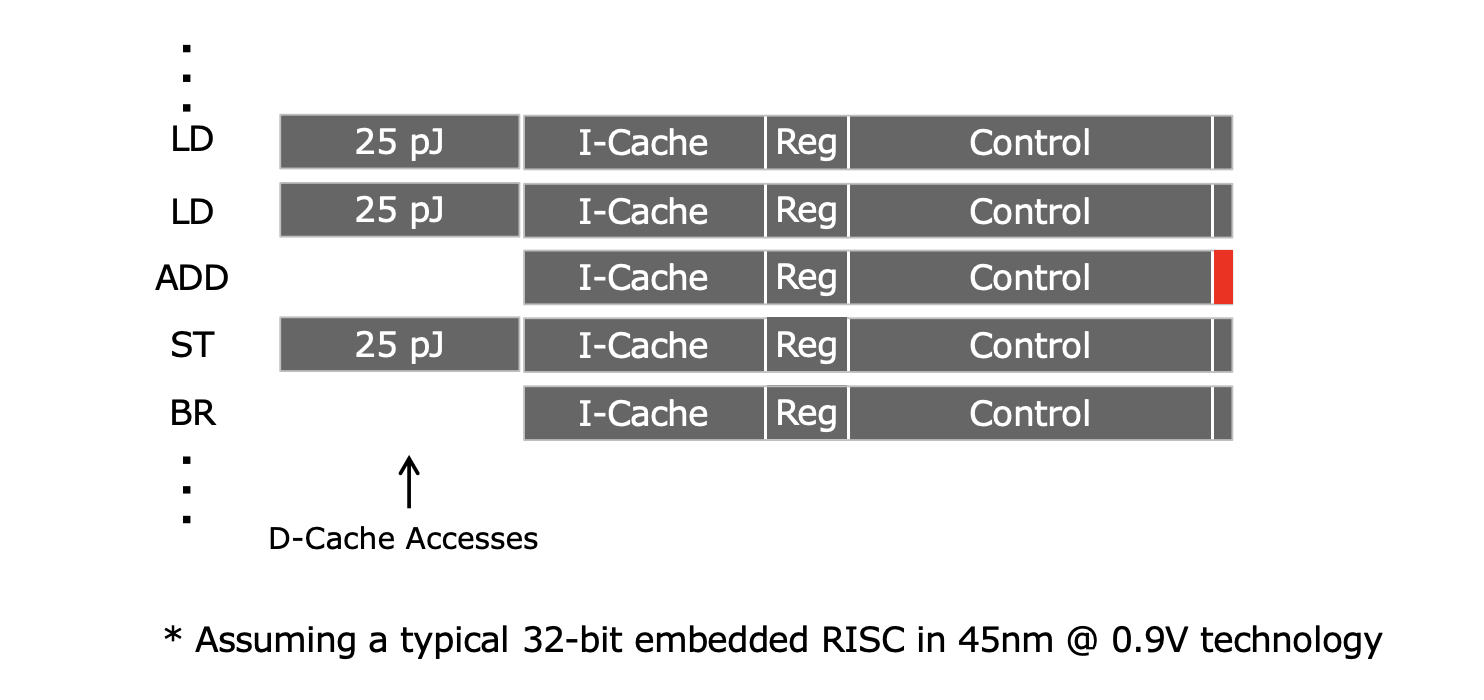 LD 25 pJ I-Cache Reg Control
LD 25 pJ I-Cache Reg Control
ADD I-Cache Reg Control
ST 25 pJ I-Cache Reg Control
BR I-Cache Reg Control
D-Cache Accesses
* Assuming a typical 32-bit embedded RISC in 45nm @ 0.9V technology